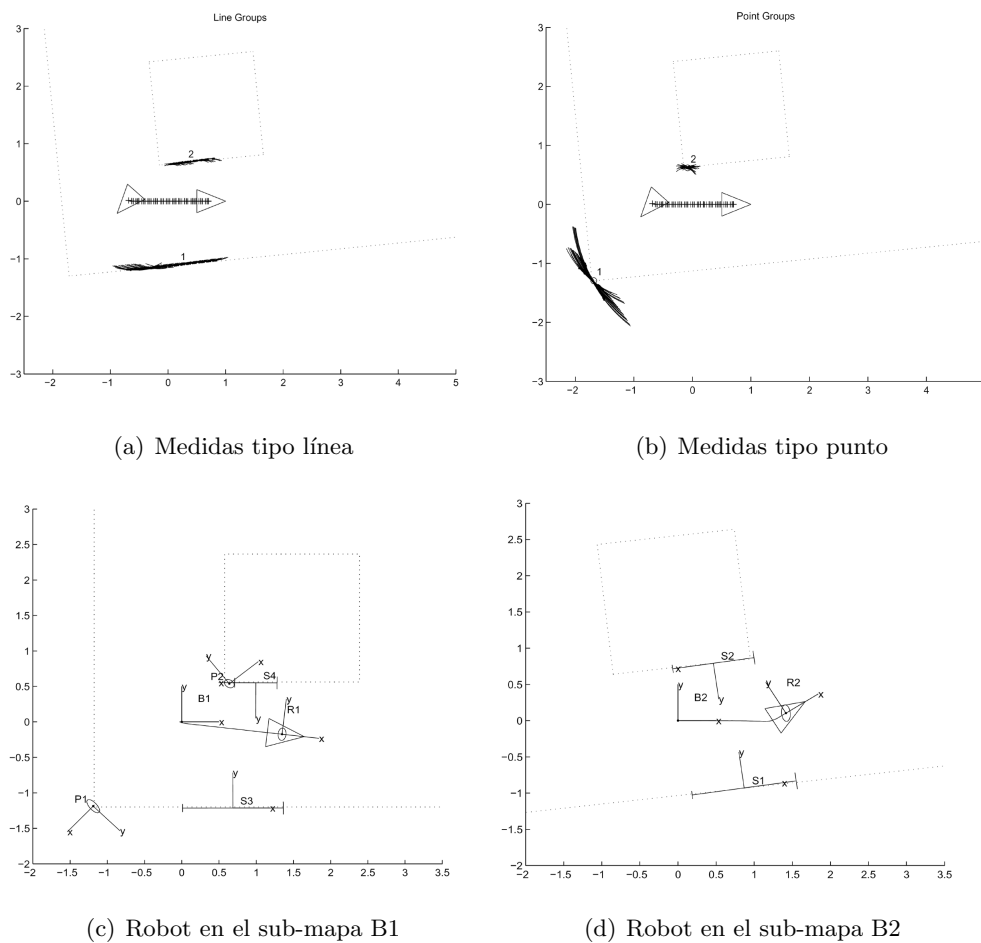 Line Groups
3
2
1
0
−1
−2
−3
−2 −1 0 1 2 3 4 5
2
1
(a) Medidas tipo línea
Point Groups
3
2
1
0
−1
−2
−3
−2 −1 0 1 2 3 4
2
1
(b) Medidas tipo punto
3
2.5
2
1.5
1
0.5
0
−0.5
−1
−1.5
−2
−2 −1.5 −1 −0.5 0 0.5 1 1.5 2 2.5 3 3.5
y x
P2 S4
x
y B1 y
y R1
x
x
y
P1 S3
x
x y
(c) Robot en el sub-mapa B1
3
2.5
2
1.5
1
0.5
0
−0.5
−1
−1.5
−2
−2 −1.5 −1 −0.5 0 0.5 1 1.5 2 2.5 3 3.5
S2
x
y B2 y
y R2
x
x
y
S1
x
(d) Robot en el sub-mapa B2